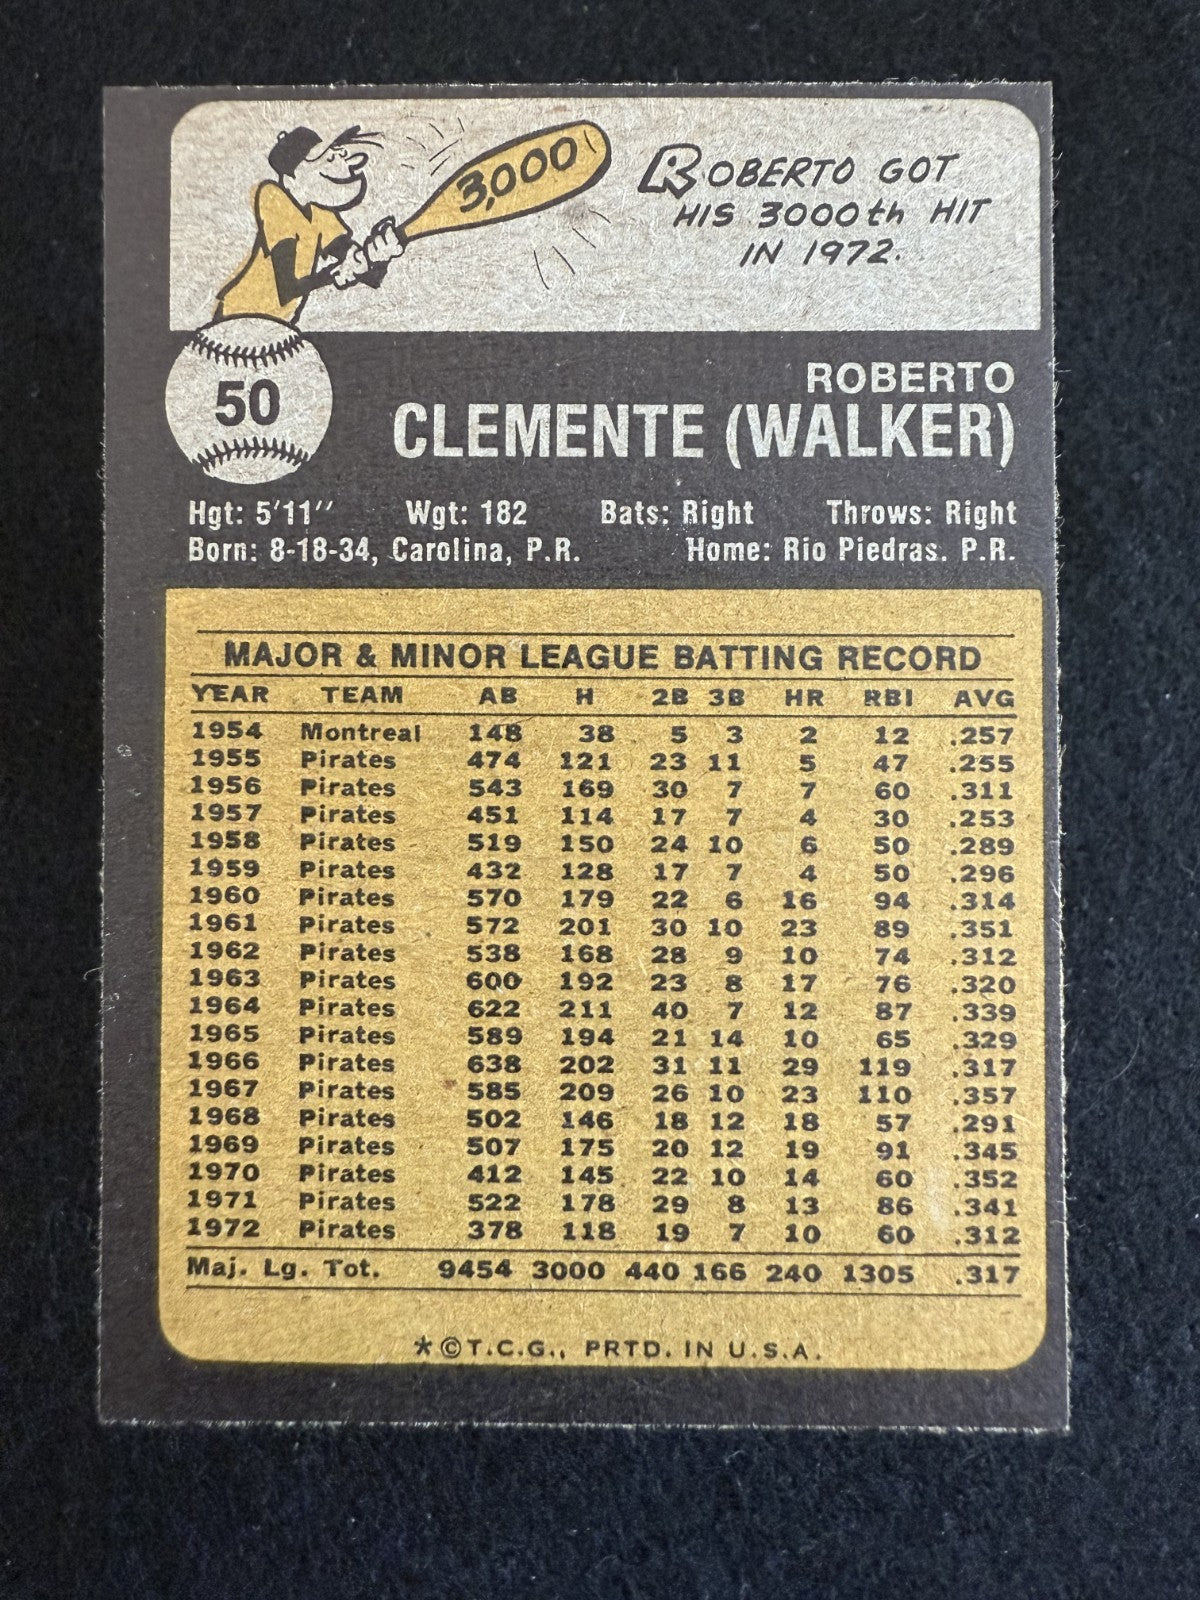 3,000
ROBERTO GOT
HIS 3000th HIT
IN 1972.
50
ROBERTO
CLEMENTE (WALKER)
Hgt: 5'11" Wgt: 182 Bats: Right Throws: Right
Born: 8-18-34, Carolina, P.R. Home: Rio Piedras. P.R.
MAJOR & MINOR LEAGUE BATTING RECORD
YEAR TEAM AB H 2B 3B HR RBI AVG
1954 Montreal 148 38 5 3 2 12 .257
1955 Pirates 474 121 23 11 5 47 .255
1956 Pirates 543 169 30 7 7 60 .311
1957 Pirates 451 114 17 7 4 30 .253
1958 Pirates 519 150 24 10 6 50 .289
1959 Pirates 432 128 17 7 4 50 .296
1960 Pirates 570 179 22 6 16 94 .314
1961 Pirates 572 201 30 10 23 89 .351
1962 Pirates 538 168 28 9 10 74 .312
1963 Pirates 600 192 23 8 17 76 .320
1964 Pirates 622 211 40 7 12 87 .339
1965 Pirates 589 194 21 14 10 65 .329
1966 Pirates 638 202 31 11 29 119 .317
1967 Pirates 585 209 26 10 23 110 .357
1968 Pirates 502 146 18 12 18 57 .291
1969 Pirates 507 175 20 12 19 91 .345
1970 Pirates 412 145 22 10 14 60 .352
1971 Pirates 522 178 29 8 13 86 .341
1972 Pirates 378 118 19 7 10 60 .312
Maj. Lg. Tot. 9454 3000 440 166 240 1305 .317
*©T.C.G., PRTD. IN U.S.A.